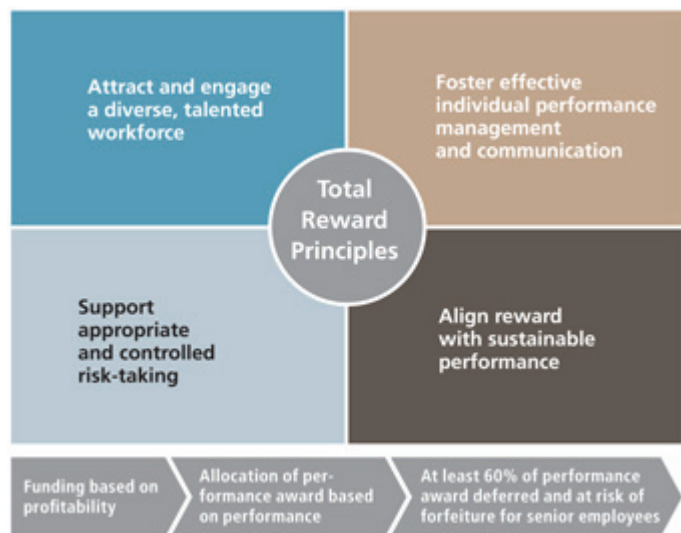 Attract and engage
a diverse, talented
workforce
Foster effective
individual performance
management
and communication
Total
Reward
Principles
Support
appropriate
and controlled
risk-taking
Align reward
with sustainable
performance
Funding based on
profitability
Allocation of per-
formance award based
on performance
At least 60% of performance
award deferred and at risk of
forfeiture for senior employees